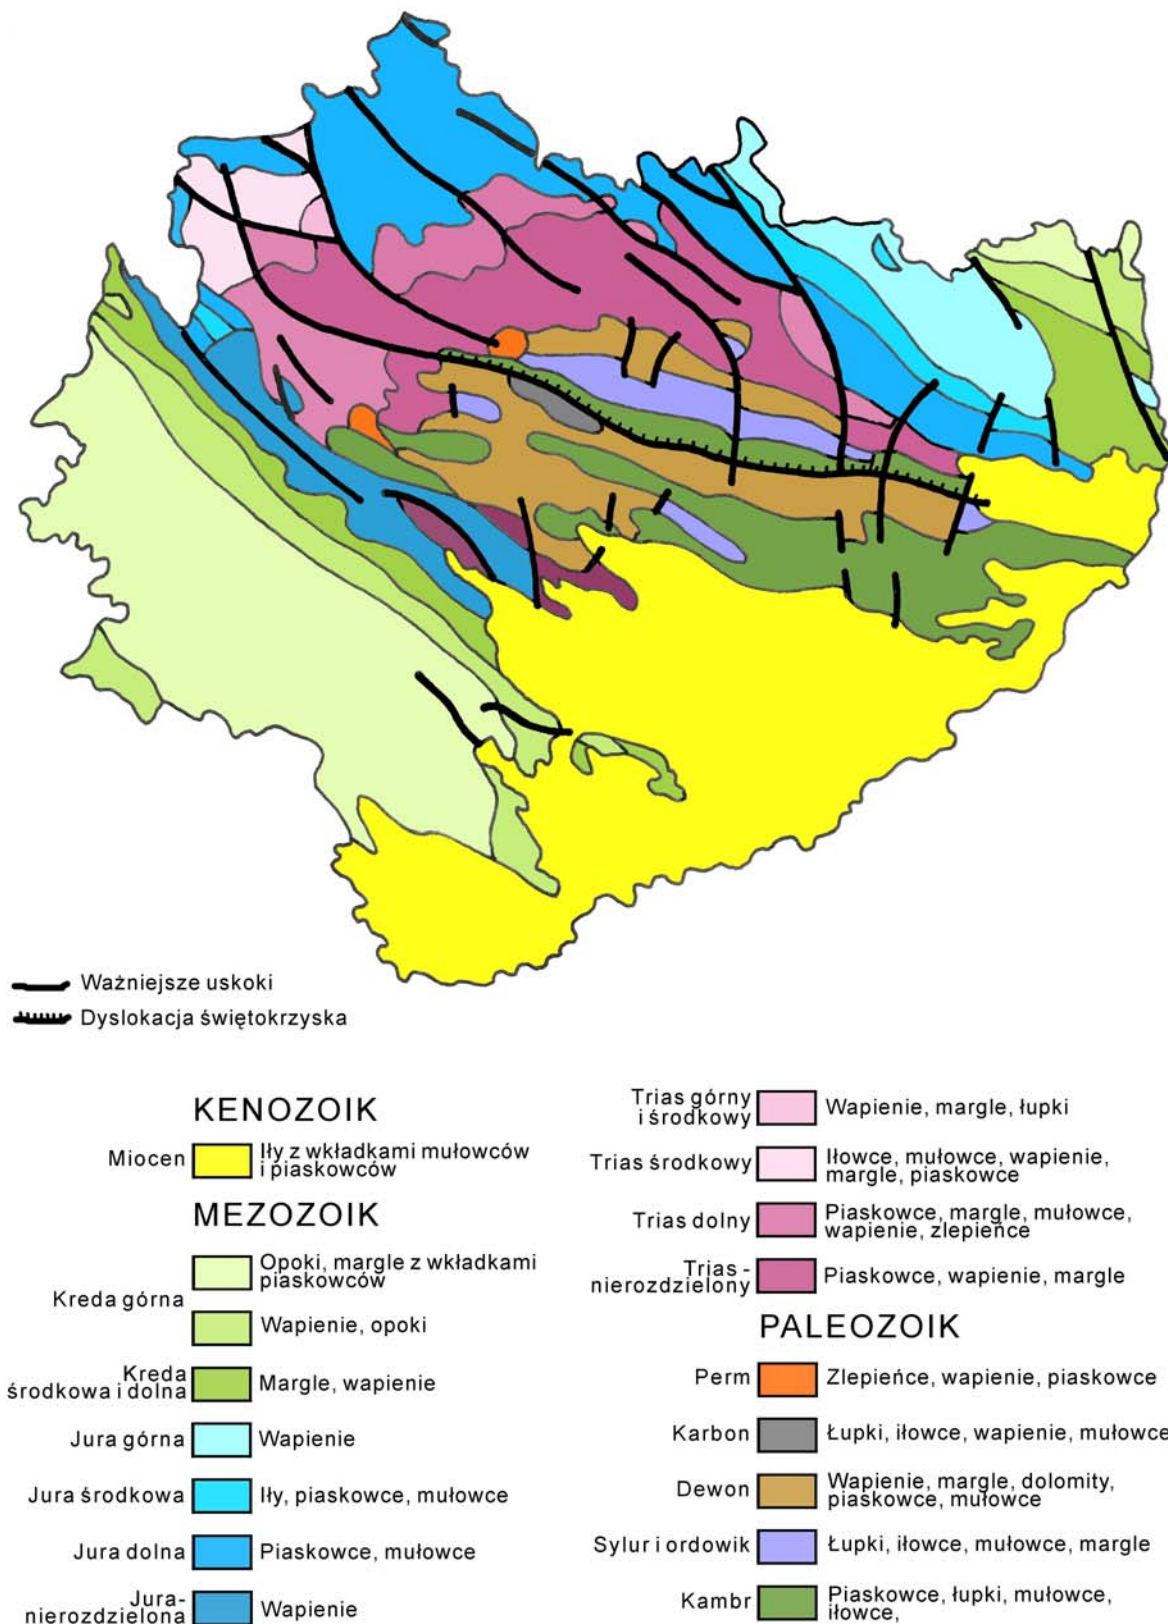 Ważniejsze uskoki
Dyslokacja świętokrzyska
KENOZOIK
Miocen
Iły z wkładkami mułowców
i piaskowców
MEZOZOIK
Kreda górna
Opoki, margle z wkładkami
piaskowców
Wapienie, opoki
Kreda
środkowa i dolna
Margle, wapienie
Jura górna
Wapienie
Jura środkowa
Iły, piaskowce, mułowce
Jura dolna
Piaskowce, mułowce
Jura-
nierozdzielona
Wapienie
Trias górny
i środkowy
Wapienie, margle, łupki
Trias środkowy
Iłowce, mułowce, wapienie,
margle, piaskowce
Trias dolny
Piaskowce, margle, mułowce,
wapienie, zlepieńce
Trias -
nierozdzielony
Piaskowce, wapienie, margle
PALEOZOIK
Perm
Zlepieńce, wapienie, piaskowce
Karbon
Łupki, iłowce, wapienie, mułowce
Dewon
Wapienie, margle, dolomity,
piaskowce, mułowce
Sylur i ordowik
Łupki, iłowce, mułowce, margle
Kambr
Piaskowce, łupki, mułowce,
iłowce,